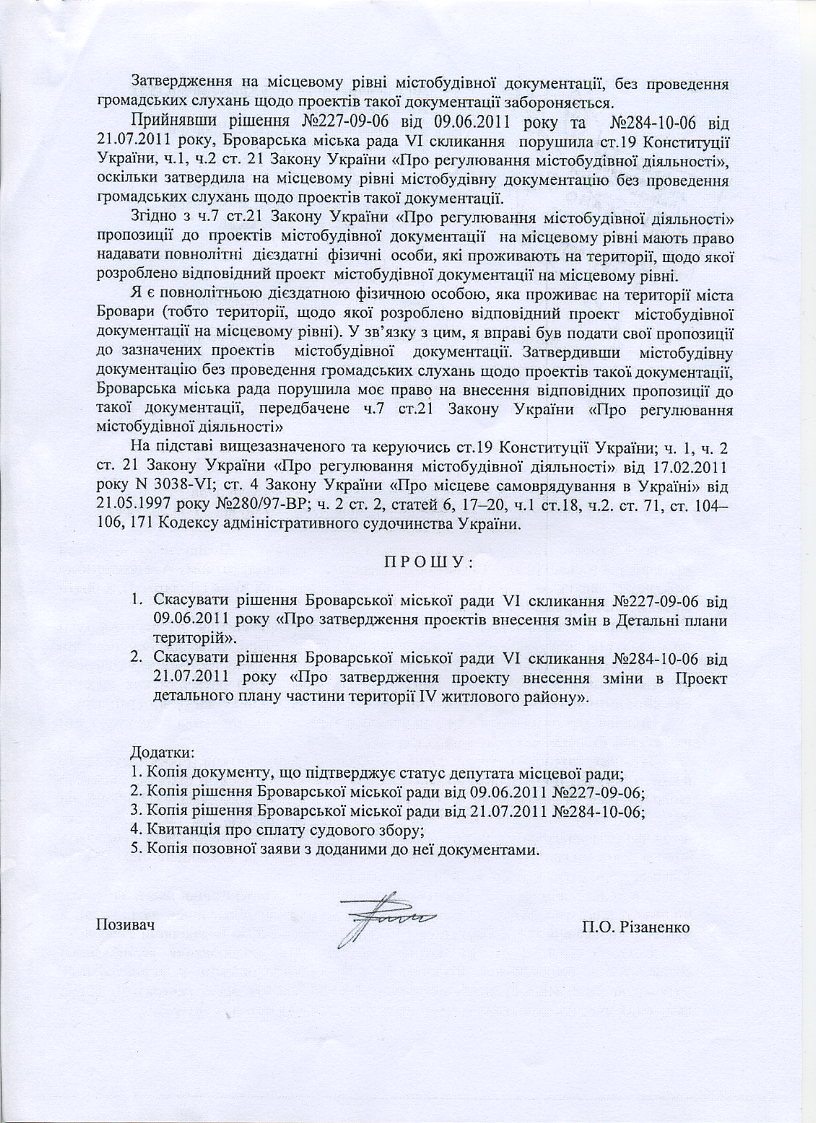 Затвердження на місцевому рівні містобудівної документації, без проведення
громадських слухань щодо проектів такої документації забороняється.
Прийнявши рішення №227-09-06 від 09.06.2011 року та №284-10-06 від
21.07.2011 року, Броварська міська рада VI скликання порушила ст.19 Конституції
України, ч.1, ч.2 ст. 21 Закону України «Про регулювання містобудівної діяльності»,
оскільки затвердила на місцевому рівні містобудівну документацію без проведення
громадських слухань щодо проектів такої документації.
Згідно з ч.7 ст.21 Закону України «Про регулювання містобудівної діяльності»
пропозиції до проектів містобудівної документації на місцевому рівні мають право
надавати повнолітні дієздатні фізичні особи, які проживають на території, щодо якої
розроблено відповідний проект містобудівної документації на місцевому рівні.
Я є повнолітньою дієздатною фізичною особою, яка проживає на території міста
Бровари (тобто території, щодо якої розроблено відповідний проект містобудівної
документації на місцевому рівні). У зв’язку з цим, я вправі був подати свої пропозиції
до зазначених проектів містобудівної документації. Затвердивши містобудівну
документацію без проведення громадських слухань щодо проектів такої документації,
Броварська міська рада порушила моє право на внесення відповідних пропозиції до
такої документації, передбачене ч.7 ст.21 Закону України «Про регулювання
містобудівної діяльності»
На підставі вищезазначеного та керуючись ст.19 Конституції України; ч. 1, ч. 2
ст. 21 Закону України «Про регулювання містобудівної діяльності» від 17.02.2011
року N 3038-VI; ст. 4 Закону України «Про місцеве самоврядування в Україні» від
21.05.1997 року №280/97-ВР; ч. 2 ст. 2, статей 6, 17–20, ч.1 ст.18, ч.2. ст. 71, ст. 104–
106, 171 Кодексу адміністративного судочинства України.
П Р О Ш У :
1. Скасувати рішення Броварської міської ради VI скликання №227-09-06 від
09.06.2011 року «Про затвердження проектів внесення змін в Детальні плани
територій».
2. Скасувати рішення Броварської міської ради VI скликання №284-10-06 від
21.07.2011 року «Про затвердження проекту внесення зміни в Проект
детального плану частини території IV житлового району».
Додатки:
1. Копія документу, що підтверджує статус депутата місцевої ради;
2. Копія рішення Броварської міської ради від 09.06.2011 №227-09-06;
3. Копія рішення Броварської міської ради від 21.07.2011 №284-10-06;
4. Квитанція про сплату судового збору;
5. Копія позовної заяви з доданими до неї документами.
Позивач П.О. Різаненко